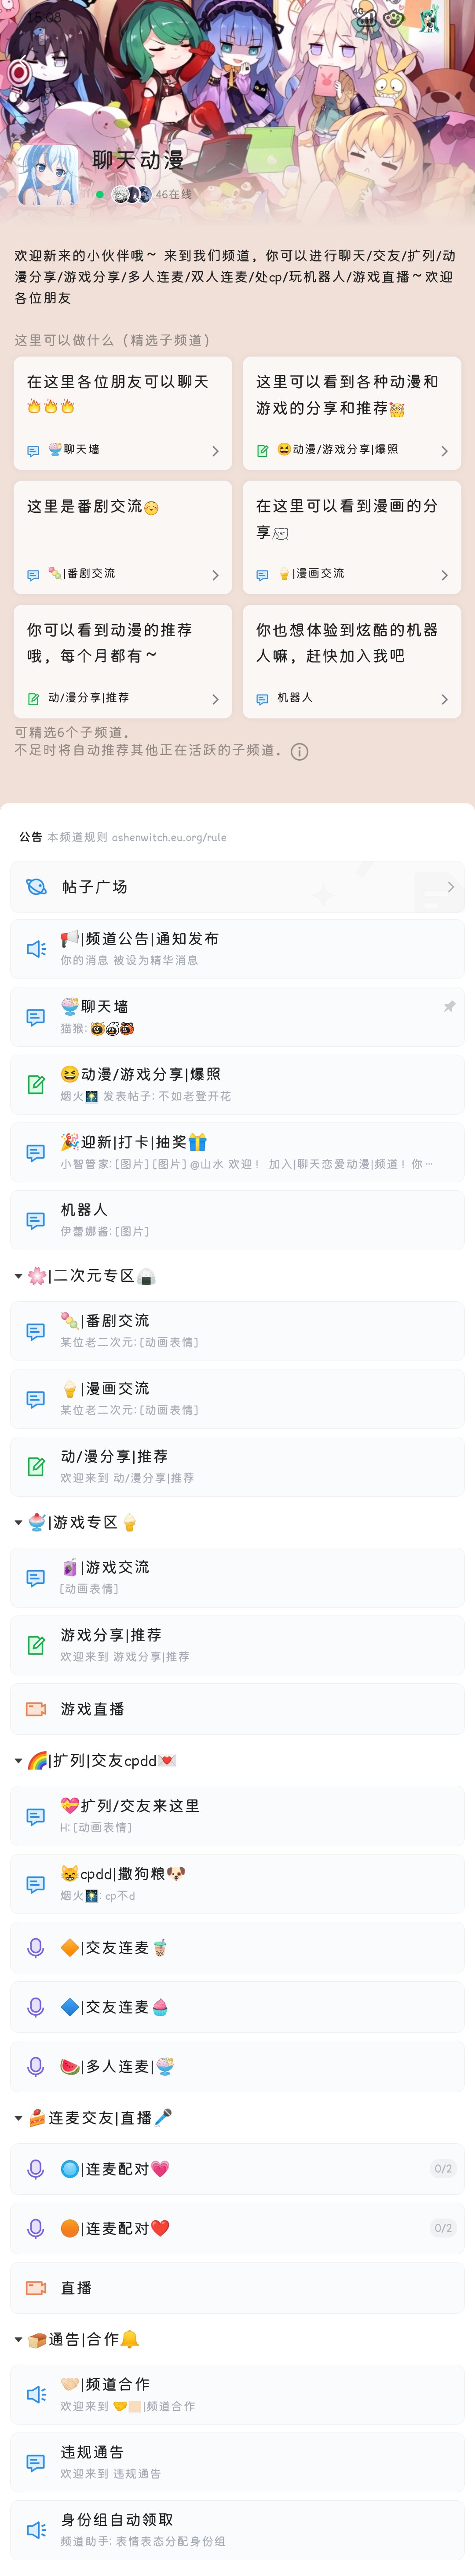 15:08
聊天动漫
46在线
欢迎新来的小伙伴哦~ 来到我们频道，你可以进行聊天/交友/扩列/动
漫分享/游戏分享/多人连麦/双人连麦/处cp/玩机器人/游戏直播~欢迎
各位朋友
这里可以做什么（精选子频道）
在这里各位朋友可以聊天
🔥🔥🔥
🍧聊天墙
这里可以看到各种动漫和
游戏的分享和推荐🥳
😆动漫/游戏分享|爆照
这里是番剧交流
🍡|番剧交流
在这里可以看到漫画的分
享
🍦|漫画交流
你可以看到动漫的推荐
哦，每个月都有~
动/漫分享|推荐
你也想体验到炫酷的机器
人嘛，赶快加入我吧
机器人
可精选6个子频道。
不足时将自动推荐其他正在活跃的子频道。
公告 本频道规则 ashenwitch.eu.org/rule
帖子广场
📢|频道公告|通知发布
你的消息 被设为精华消息
🍧聊天墙
猫猴:
😆动漫/游戏分享|爆照
烟火🎇 发表帖子: 不如老登开花
🎉迎新|打卡|抽奖🎁
小智管家: [图片] [图片] @山水 欢迎！ 加入|聊天恋爱动漫|频道！你…
机器人
伊蕾娜酱: [图片]
🌸|二次元专区🍙
🍡|番剧交流
某位老二次元: [动画表情]
🍦|漫画交流
某位老二次元: [动画表情]
动/漫分享|推荐
欢迎来到 动/漫分享|推荐
🍨|游戏专区🍦
🧃|游戏交流
[动画表情]
游戏分享|推荐
欢迎来到 游戏分享|推荐
游戏直播
🌈|扩列|交友cpdd💌
💝扩列/交友来这里
H: [动画表情]
😸cpdd|撒狗粮🐶
烟火🎇: cp不d
🔶|交友连麦🧋
🔷|交友连麦🧁
🍉|多人连麦|🍧
🍰连麦交友|直播🎤
🔵|连麦配对💗
0/2
🟠|连麦配对❤️
0/2
直播
🍞通告|合作🔔
🤝🏻|频道合作
欢迎来到 🤝🏻|频道合作
违规通告
欢迎来到 违规通告
身份组自动领取
频道助手: 表情表态分配身份组